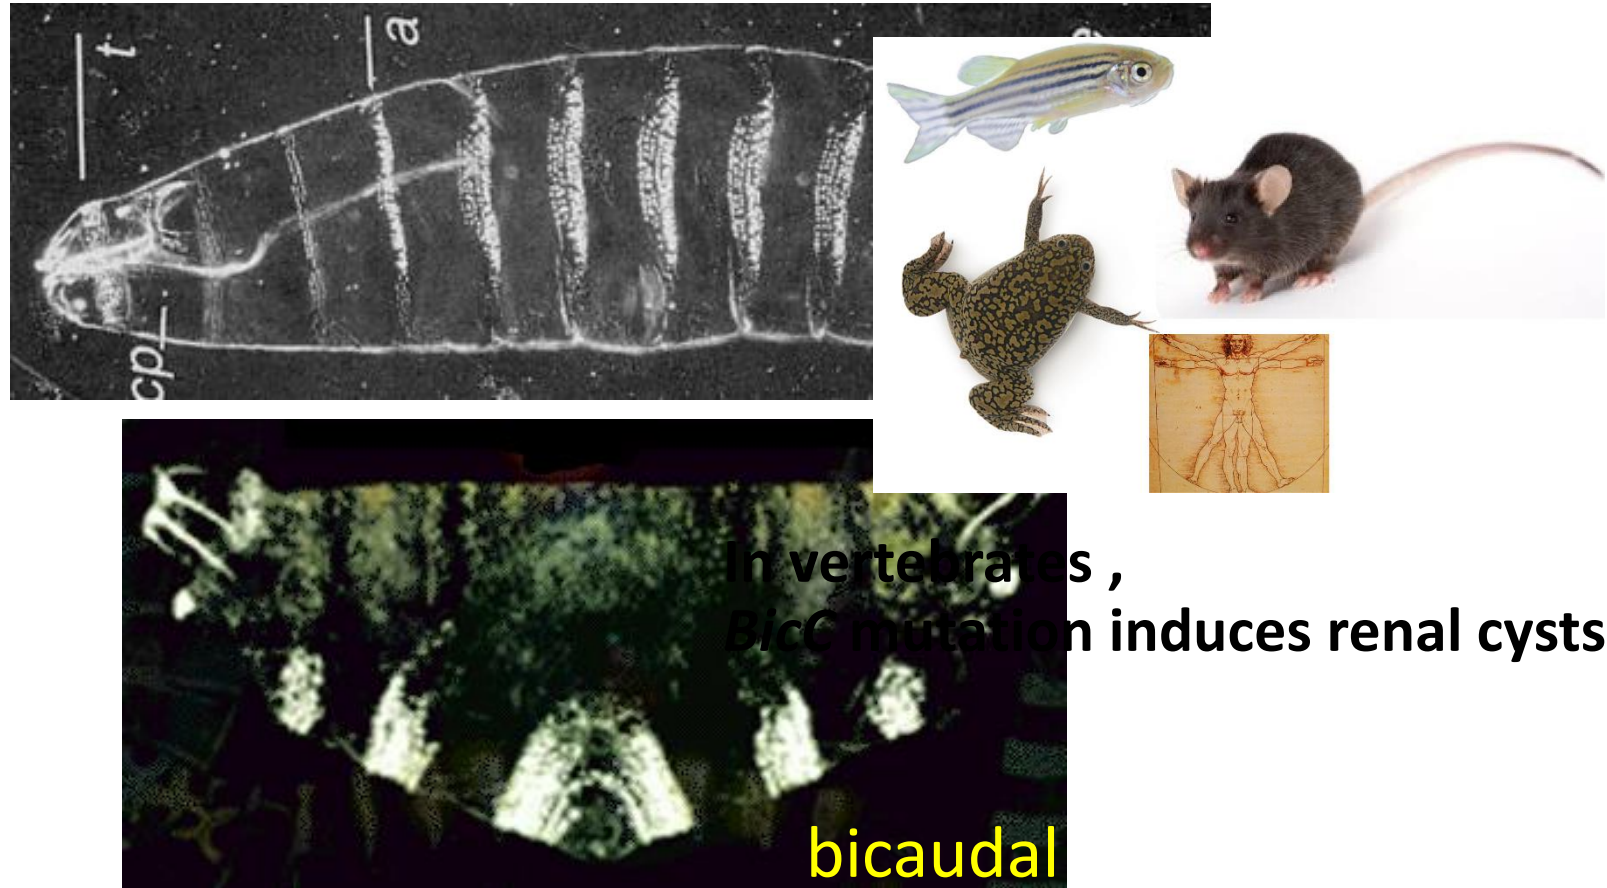 t
a
cp
In vertebrates ,
BicC mutation induces renal cysts
bicaudal